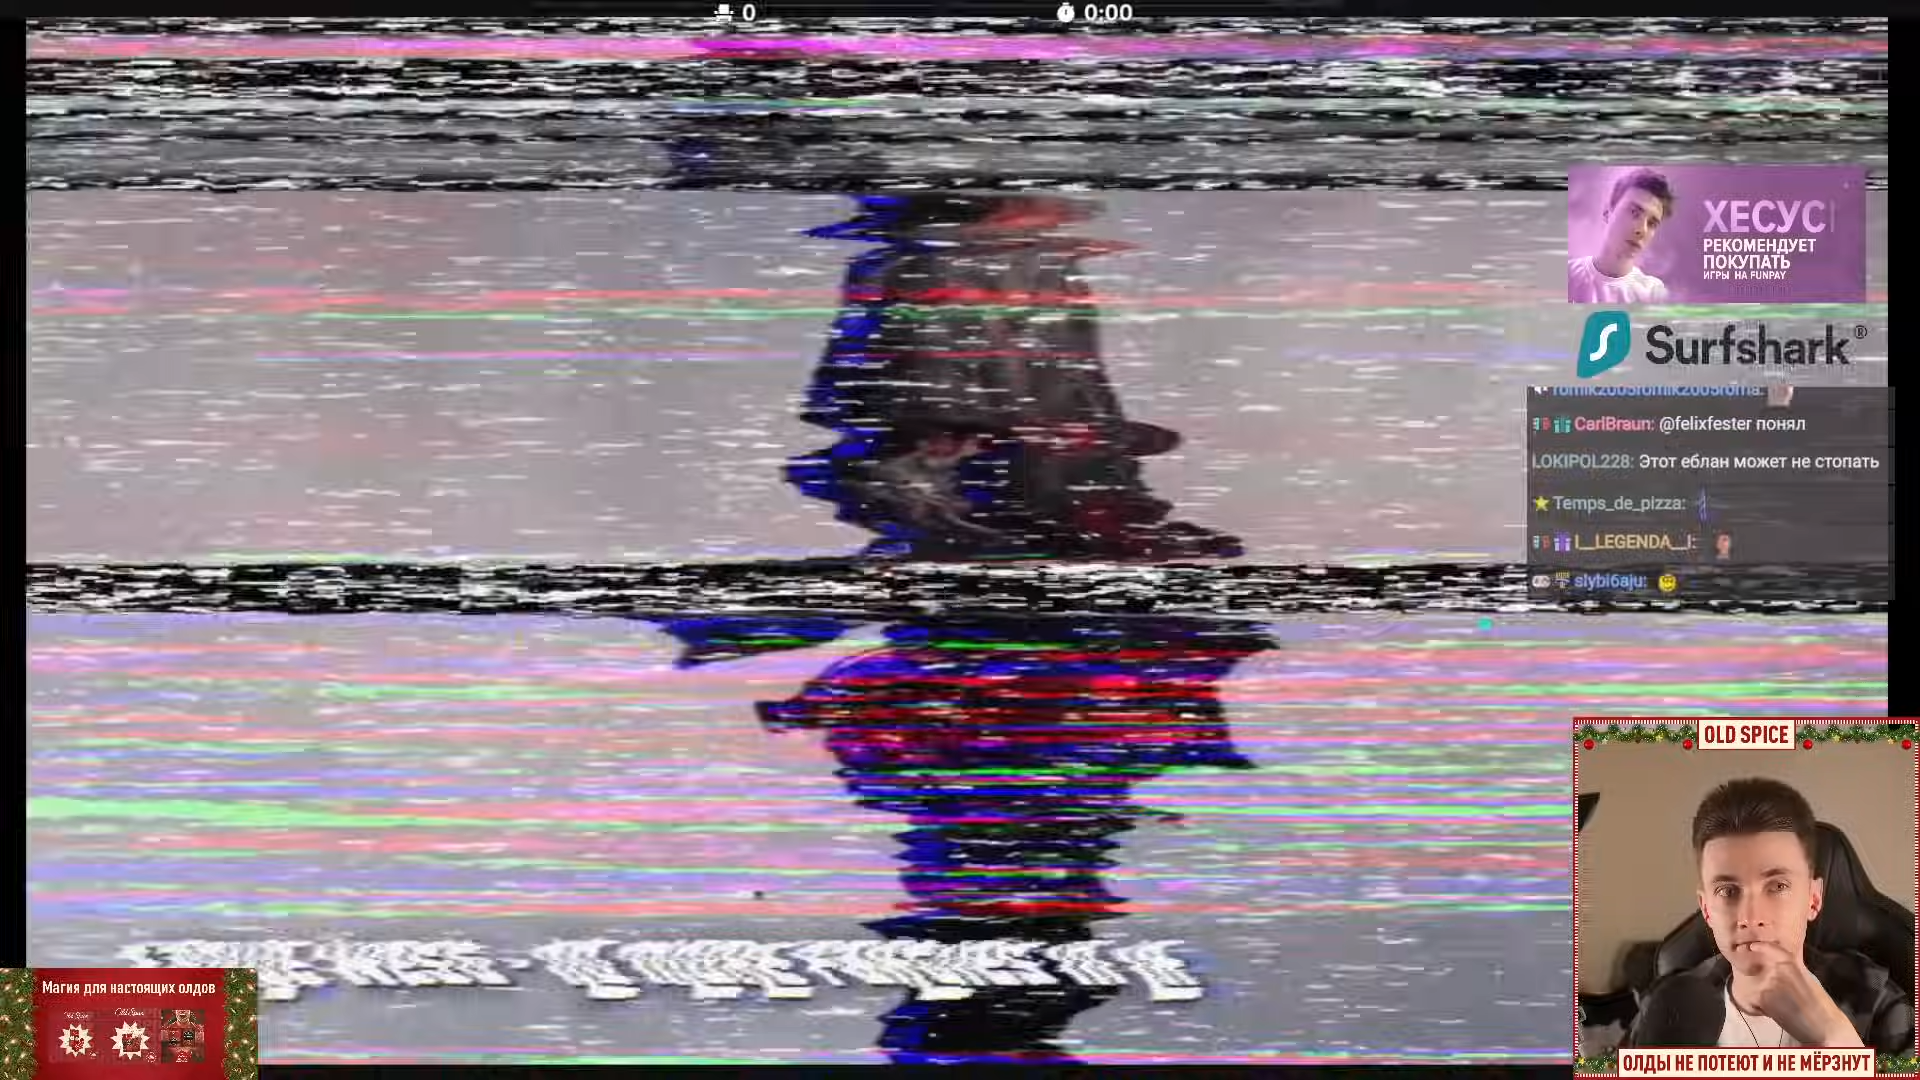 0
0:00
ХЕСУС
РЕКОМЕНДУЕТ
ПОКУПАТЬ
ИГРЫ НА FUNPAY
Surfshark®
CarlBraun: @felixfester понял
LOKIPOL228: Этот еблан может не стопать
Temps_de_pizza:
I__LEGENDA__I:
slybi6aju:
OLD SPICE
Магия для настоящих олдов
ОЛДЫ НЕ ПОТЕЮТ И НЕ МЁРЗНУТ